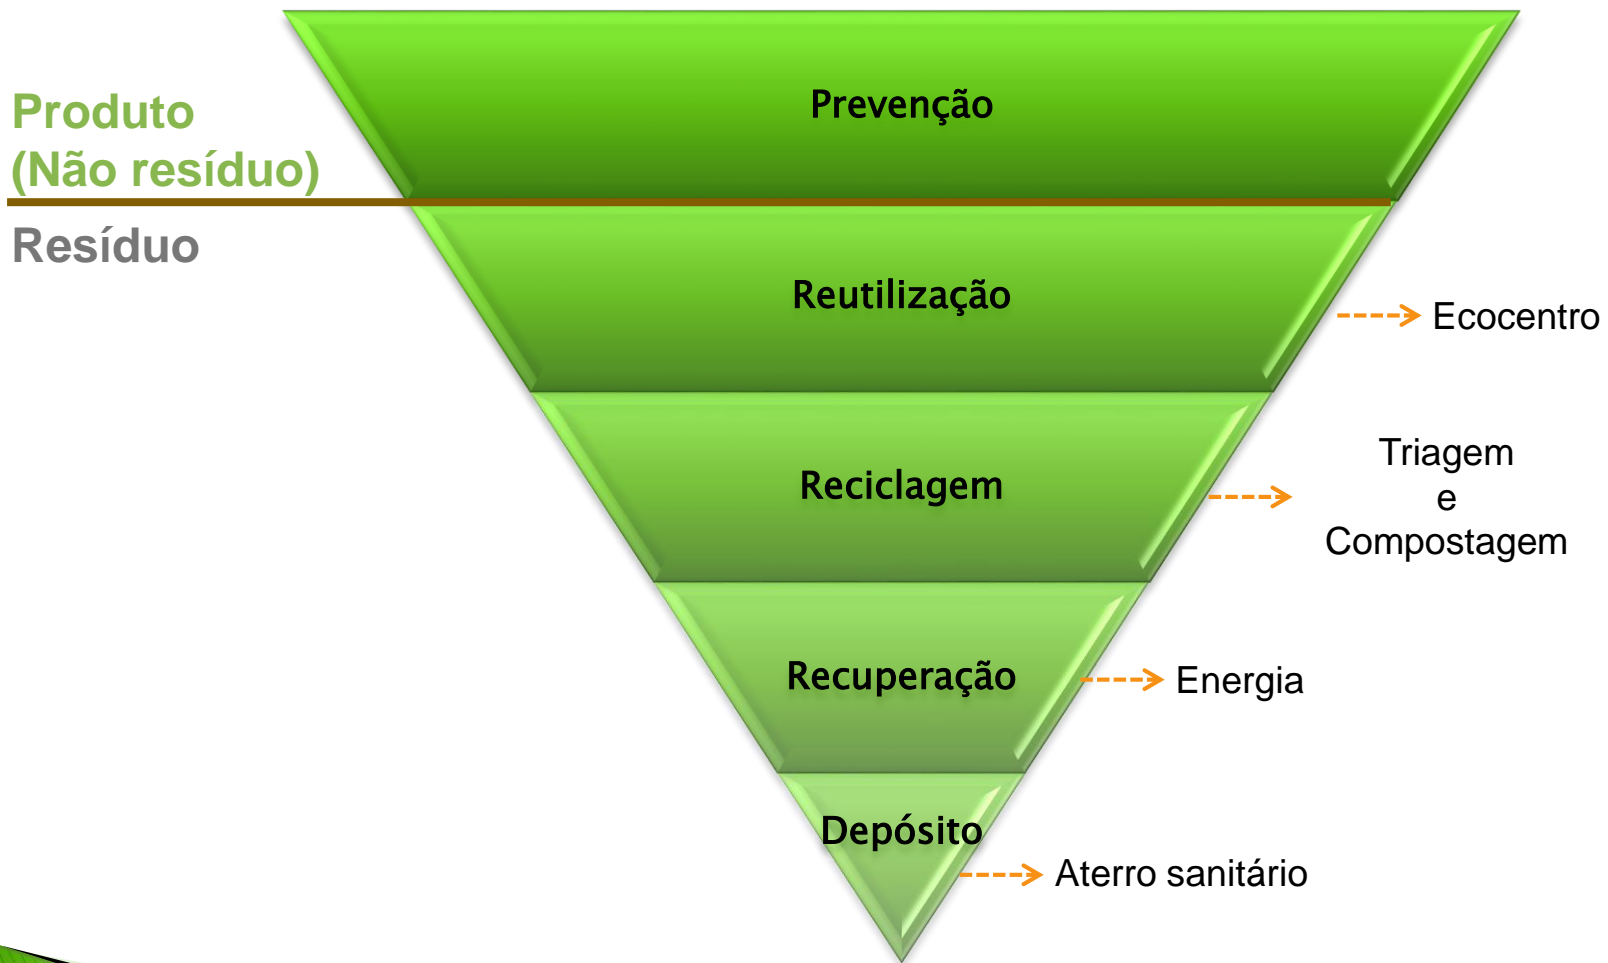 Prevenção
Produto
(Não resíduo)
Resíduo
Reutilização
Ecocentro
Reciclagem
Triagem
e
Compostagem
Recuperação
Energia
Depósito
Aterro sanitário